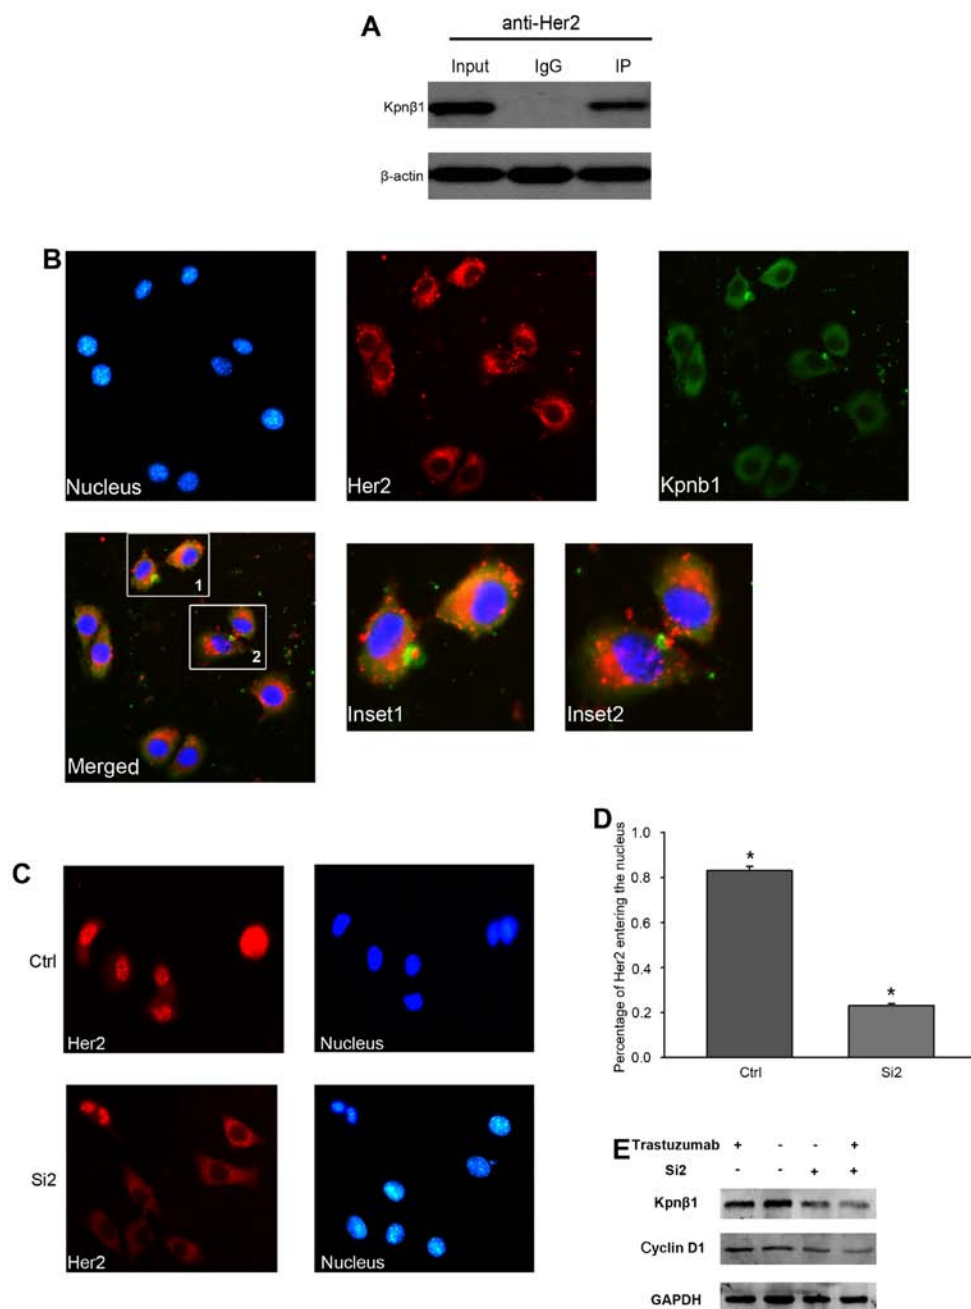 A
anti-Her2
Input IgG IP
Kpnβ1
β-actin
B
Nucleus
Her2
Kpnb1
1
2
Merged
Inset1
Inset2
C
Ctrl
Her2
Nucleus
Si2
Her2
Nucleus
D
Percentage of Her2 entering the nucleus
1.0
0.8
0.6
0.4
0.2
0.0
*
*
Ctrl Si2
E
Trastuzumab + - - +
Si2 - - + +
Kpnβ1
Cyclin D1
GAPDH